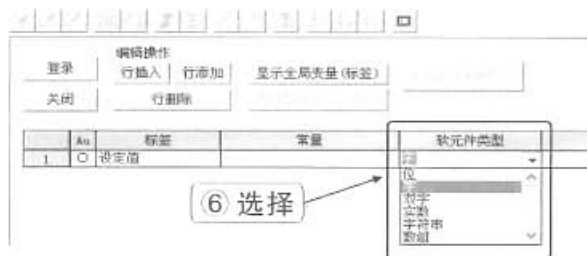 编辑操作
登录 行插入 行添加 显示全局变量(标签)
关闭 行删除
Au 标签 常量 软元件类型
1 设定值 字
位
字
双字
实数
字符串
数组
⑥ 选择